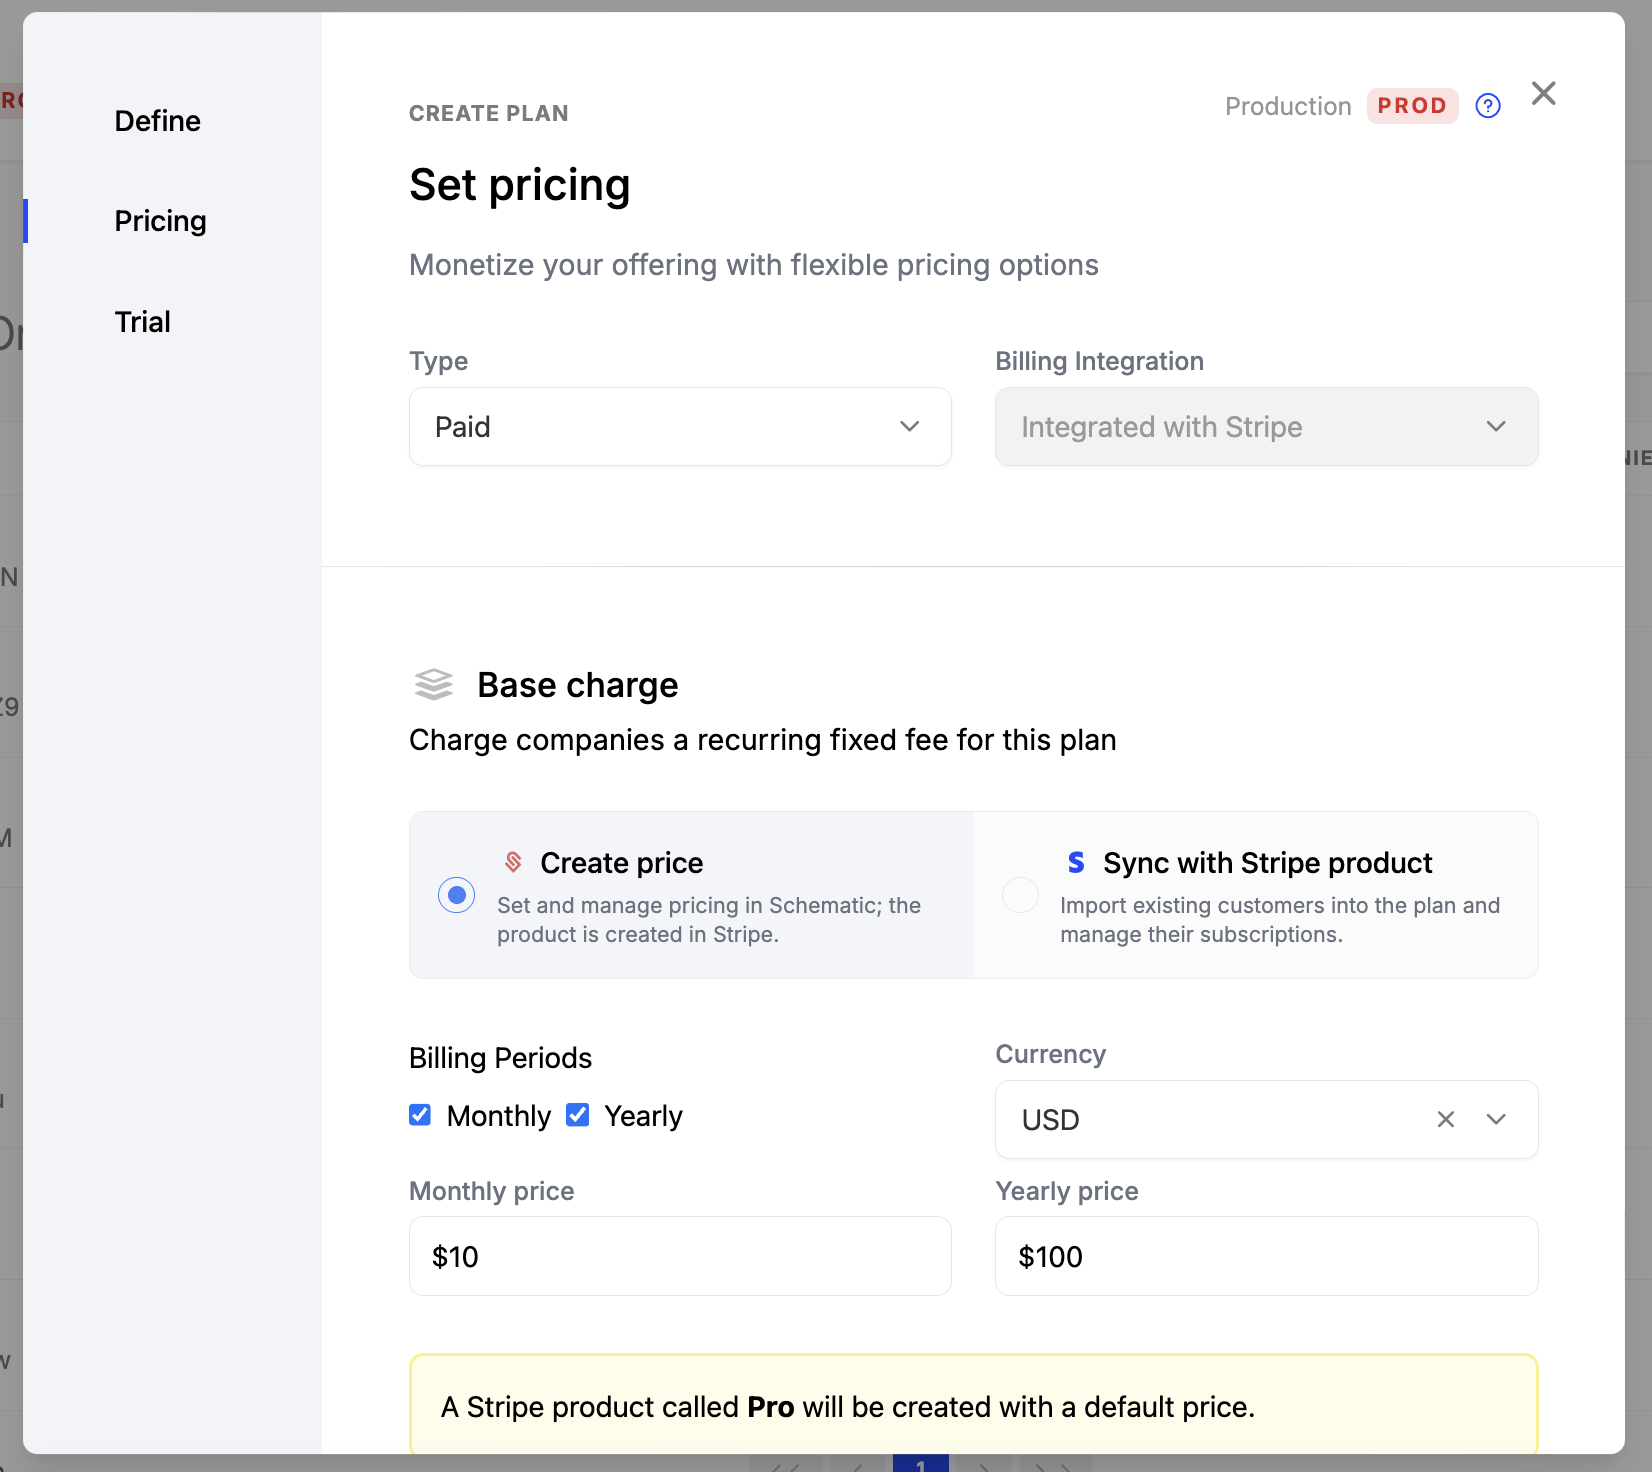 Define
Pricing
Trial
CREATE PLAN
Production PROD
Set pricing
Monetize your offering with flexible pricing options
Type
Paid
Billing Integration
Integrated with Stripe
Base charge
Charge companies a recurring fixed fee for this plan
Create price
Set and manage pricing in Schematic; the
product is created in Stripe.
Sync with Stripe product
Import existing customers into the plan and
manage their subscriptions.
Billing Periods
Monthly Yearly
Currency
USD
Monthly price
$10
Yearly price
$100
A Stripe product called Pro will be created with a default price.
1